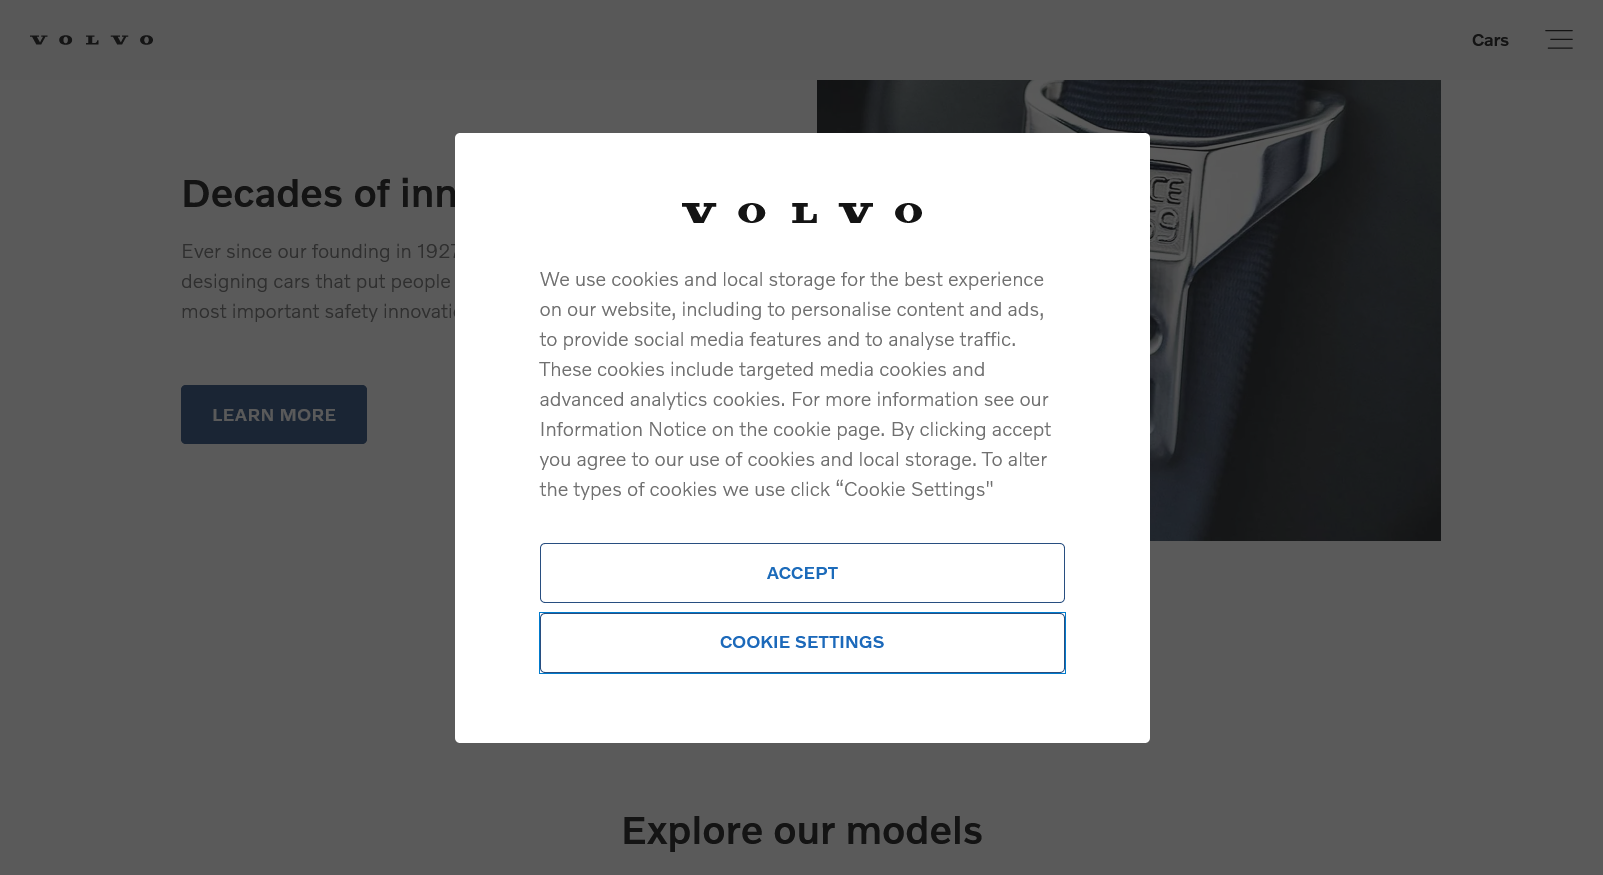 VOLVO
Cars
Decades of inn
Ever since our founding in 1927
designing cars that put people
most important safety
LEARN MORE
VOLVO
We use cookies and local storage for the best experience
on our website, including to personalise content and ads,
to provide social media features and to analyse traffic.
These cookies include targeted media cookies and
advanced analytics cookies. For more information see our
Information Notice on the cookie page. By clicking accept
you agree to our use of cookies and local storage. To alter
the types of cookies we use click “Cookie Settings"
ACCEPT
COOKIE SETTINGS
Explore our models